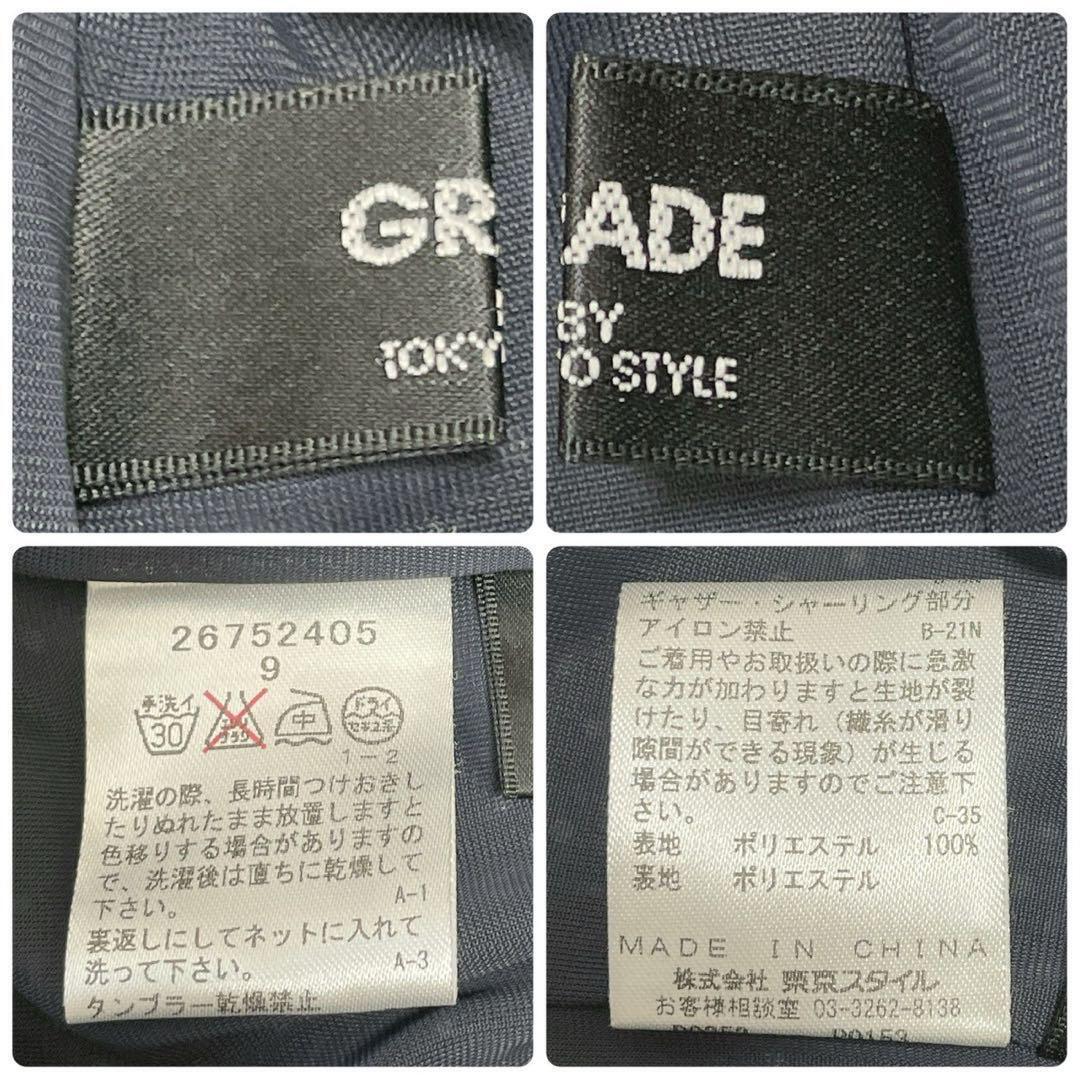 GR
TOKY
ADE
BY
O STYLE
26752405
9
手洗イ
30
中
ドライ
セキユ系
1-2
洗濯の際、長時間つけおきし
たりぬれたまま放置しますと
色移りする場合がありますの
で、洗濯後は直ちに乾燥して
下さい。 A-1
裏返しにしてネットに入れて
洗って下さい。 A-3
タンブラー乾燥禁止
ギャザー・シャーリング部分
アイロン禁止 B-21N
ご着用やお取扱いの際に急激
な力が加わりますと生地が裂
けたり、目寄れ（織糸が滑り
隙間ができる現象）が生じる
場合がありますのでご注意下
さい。 C-35
表地 ポリエステル 100%
裏地 ポリエステル
MADE IN CHINA
株式会社 東京スタイル
お客様相談室 03-3262-8138